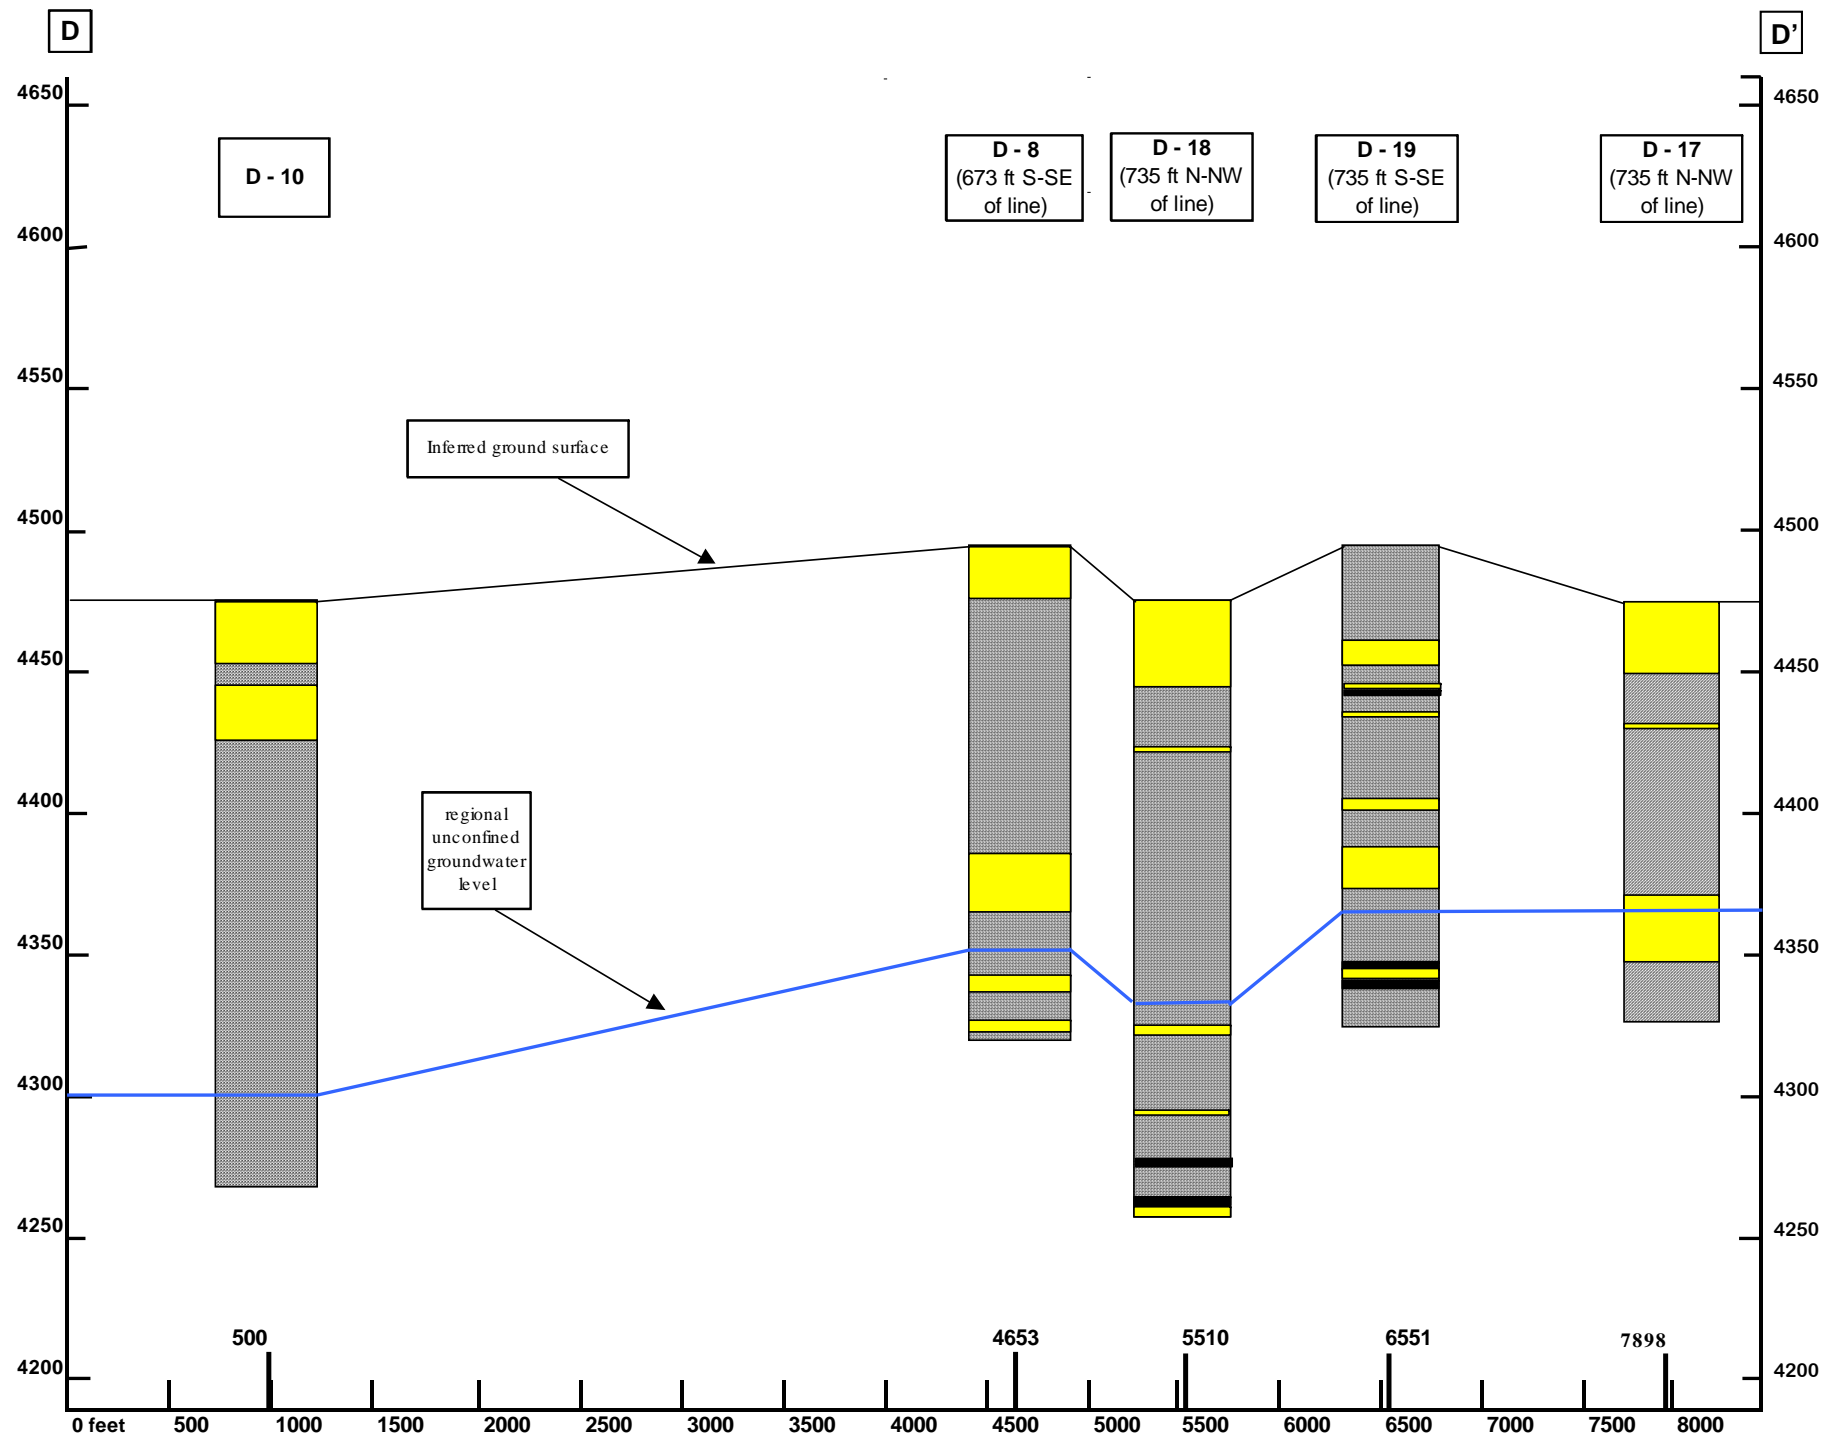 D
D’
4650
4650
D - 10
D - 8
(673 ft S-SE
of line)
D - 18
(735 ft N-NW
of line)
D - 19
(735 ft S-SE
of line)
D - 17
(735 ft N-NW
of line)
4600
4600
4550
4550
Inferred ground surface
4500
4500
4450
4450
4400
4400
regional
unconfined
groundwater
level
4350
4350
4300
4300
4250
4250
500
4653
5510
6551
7898
4200
4200
0 feet 500 1000 1500 2000 2500 3000 3500 4000 4500 5000 5500 6000 6500 7000 7500 8000